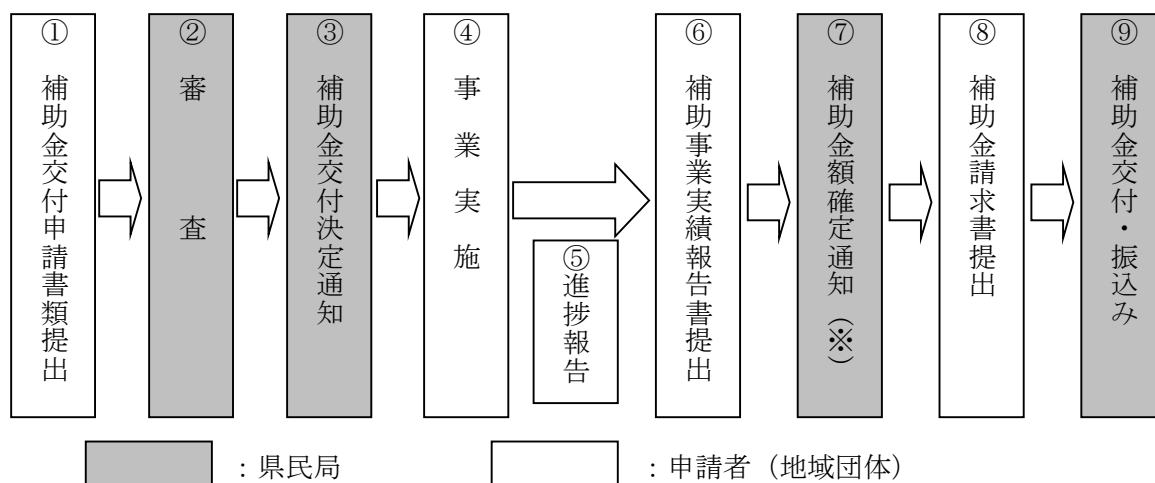 ① 補助金交付申請書類提出
② 審査
③ 補助金交付決定通知
④ 事業実施
⑤進捗報告
⑥ 補助事業実績報告書提出
⑦ 補助金額確定通知（※）
⑧ 補助金請求書提出
⑨ 補助金交付・振込み
：県民局
：申請者（地域団体）